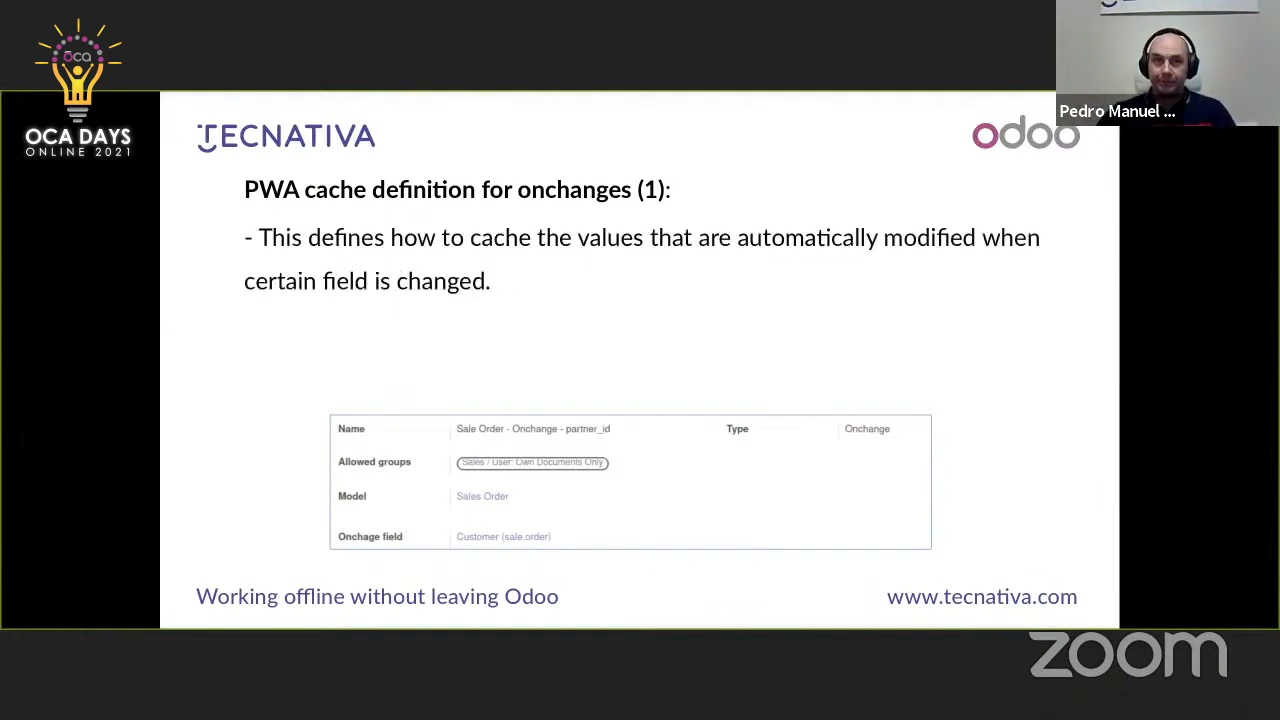 oca
OCA DAYS
ONLINE 2021
Pedro Manuel ...
TECNATIVA
odoo
PWA cache definition for onchanges (1):
- This defines how to cache the values that are automatically modified when
certain field is changed.
Name Sale Order - Onchange - partner_id Type Onchange
Allowed groups Sales / User: Own Documents Only
Model Sales Order
Onchage field Customer (sale.order)
Working offline without leaving Odoo www.tecnativa.com
zoom